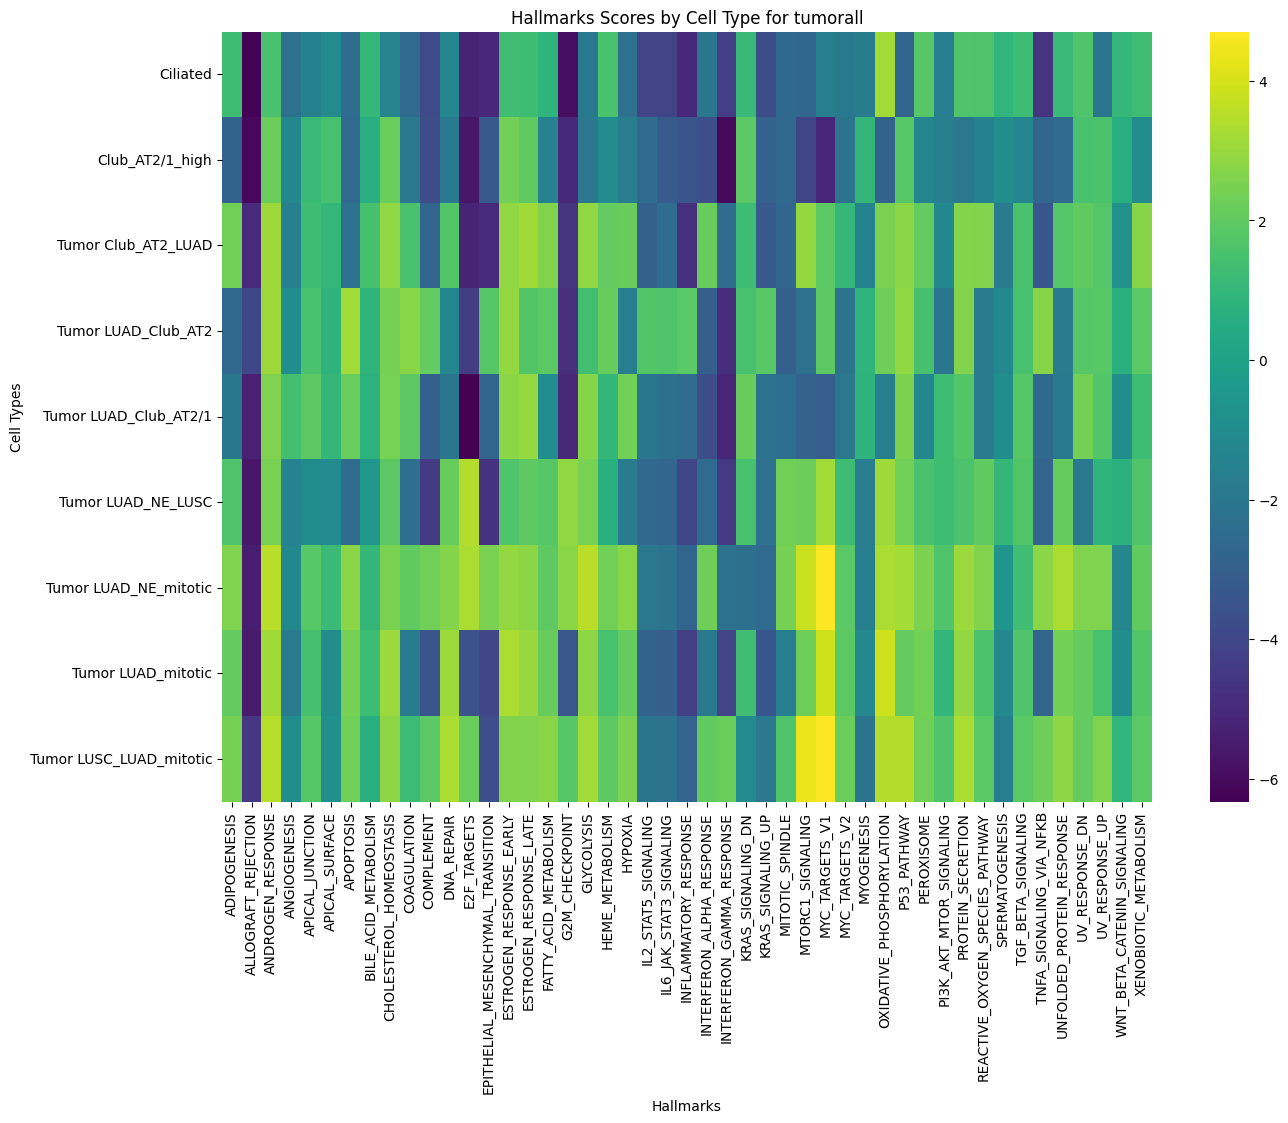 Hallmarks Scores by Cell Type for tumorall
Cell Types
Ciliated
Club_AT2/1_high
Tumor Club_AT2_LUAD
Tumor LUAD_Club_AT2
Tumor LUAD_Club_AT2/1
Tumor LUAD_NE_LUSC
Tumor LUAD_NE_mitotic
Tumor LUAD_mitotic
Tumor LUSC_LUAD_mitotic
ADIPOGENESIS
ALLOGRAFT_REJECTION
ANDROGEN_RESPONSE
ANGIOGENESIS
APICAL_JUNCTION
APICAL_SURFACE
APOPTOSIS
BILE_ACID_METABOLISM
CHOLESTEROL_HOMEOSTASIS
COAGULATION
COMPLEMENT
DNA_REPAIR
E2F_TARGETS
EPITHELIAL_MESENCHYMAL_TRANSITION
ESTROGEN_RESPONSE_EARLY
ESTROGEN_RESPONSE_LATE
FATTY_ACID_METABOLISM
G2M_CHECKPOINT
GLYCOLYSIS
HEME_METABOLISM
HYPOXIA
IL2_STAT5_SIGNALING
IL6_JAK_STAT3_SIGNALING
INFLAMMATORY_RESPONSE
INTERFERON_ALPHA_RESPONSE
INTERFERON_GAMMA_RESPONSE
KRAS_SIGNALING_DN
KRAS_SIGNALING_UP
MITOTIC_SPINDLE
MTORC1_SIGNALING
MYC_TARGETS_V1
MYC_TARGETS_V2
MYOGENESIS
OXIDATIVE_PHOSPHORYLATION
P53_PATHWAY
PEROXISOME
PI3K_AKT_MTOR_SIGNALING
PROTEIN_SECRETION
REACTIVE_OXYGEN_SPECIES_PATHWAY
SPERMATOGENESIS
TGF_BETA_SIGNALING
TNFA_SIGNALING_VIA_NFKB
UNFOLDED_PROTEIN_RESPONSE
UV_RESPONSE_DN
UV_RESPONSE_UP
WNT_BETA_CATENIN_SIGNALING
XENOBIOTIC_METABOLISM
Hallmarks
4
2
0
−2
−4
−6